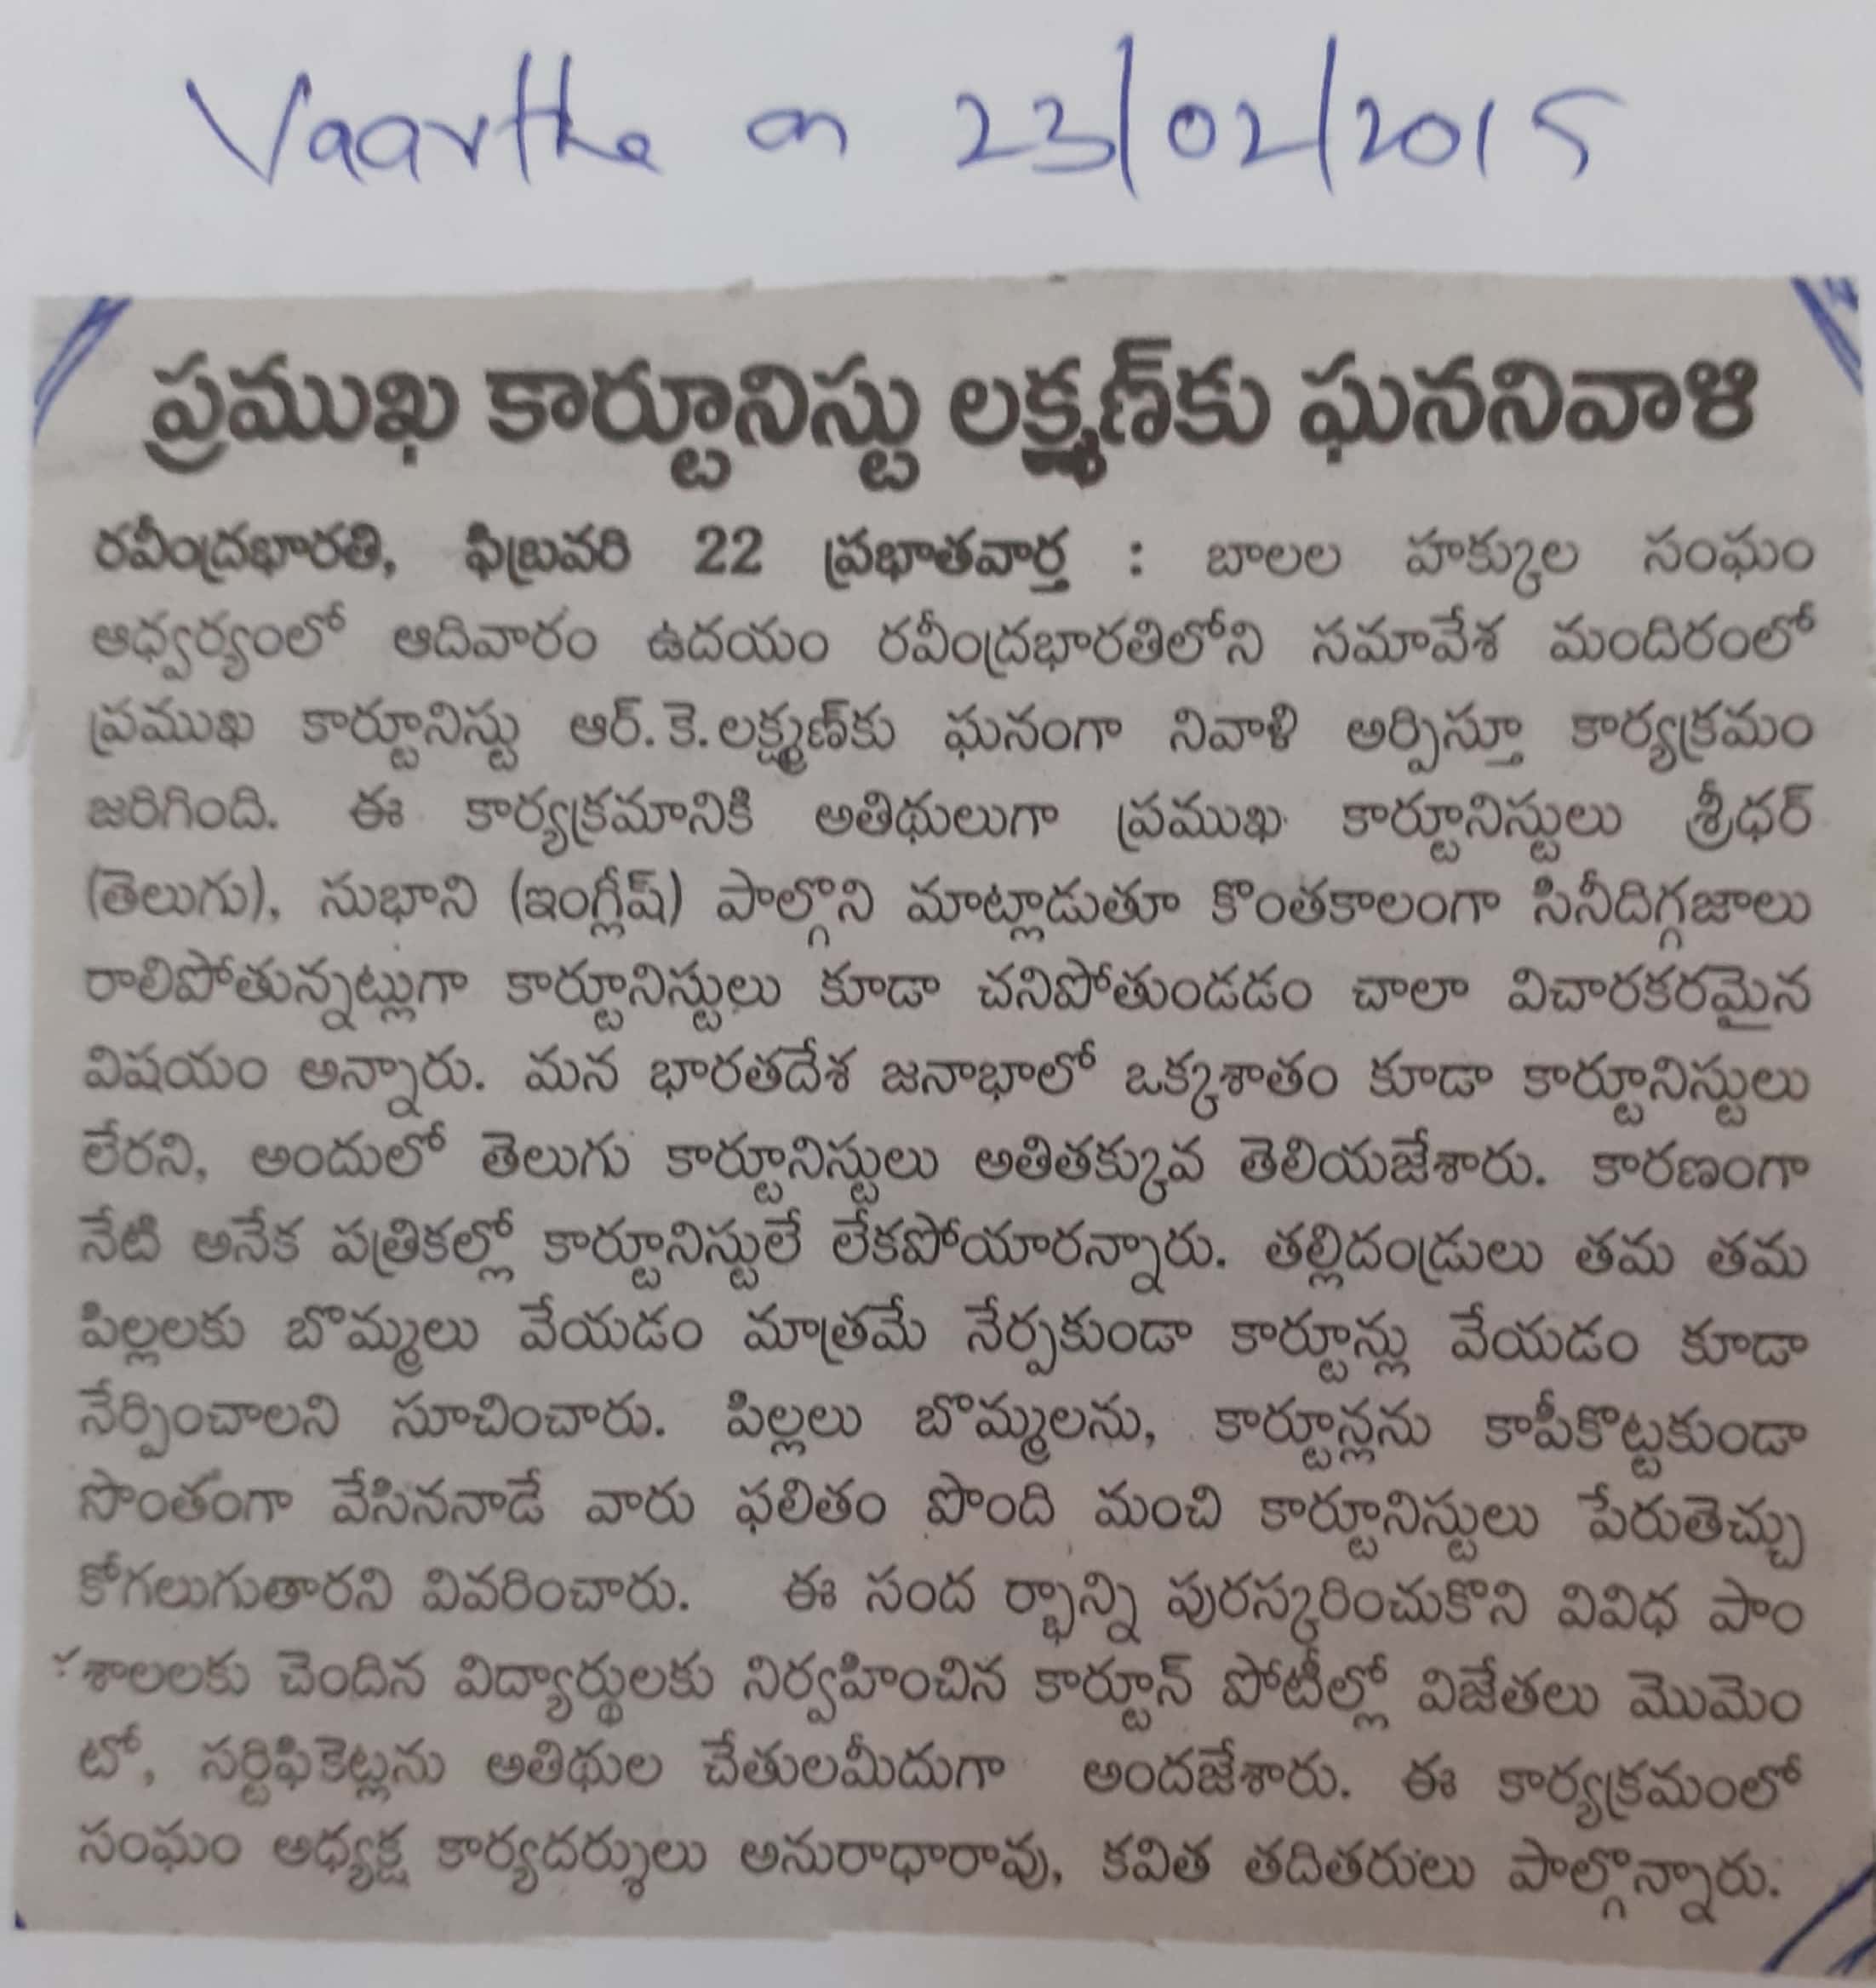 Vaartha on 23/02/2015
ప్రముఖ కార్టూనిస్టు లక్ష్మణ్‌కు ఘననివాళి
రవీంద్రభారతి, ఫిబ్రవరి 22 ప్రభాతవార్త : బాలల హక్కుల సంఘం
ఆధ్వర్యంలో ఆదివారం ఉదయం రవీంద్రభారతిలోని సమావేశ మందిరంలో
ప్రముఖ కార్టూనిస్టు ఆర్.కె.లక్ష్మణ్‌కు ఘనంగా నివాళి అర్పిస్తూ కార్యక్రమం
జరిగింది. ఈ కార్యక్రమానికి అతిథులుగా ప్రముఖ కార్టూనిస్టులు శ్రీధర్
(తెలుగు), సుభాని (ఇంగ్లీష్) పాల్గొని మాట్లాడుతూ కొంతకాలంగా సినీదిగ్గజాలు
రాలిపోతున్నట్లుగా కార్టూనిస్టులు కూడా చనిపోతుండడం చాలా విచారకరమైన
విషయం అన్నారు. మన భారతదేశ జనాభాలో ఒక్కశాతం కూడా కార్టూనిస్టులు
లేరని, అందులో తెలుగు కార్టూనిస్టులు అతితక్కువ తెలియజేశారు. కారణంగా
నేటి అనేక పత్రికల్లో కార్టూనిస్టులే లేకపోయారన్నారు. తల్లిదండ్రులు తమ తమ
పిల్లలకు బొమ్మలు వేయడం మాత్రమే నేర్పకుండా కార్టూన్లు వేయడం కూడా
నేర్పించాలని సూచించారు. పిల్లలు బొమ్మలను, కార్టూన్లను కాపీకొట్టకుండా
సొంతంగా వేసిననాడే వారు ఫలితం పొంది మంచి కార్టూనిస్టులు పేరుతెచ్చు
కోగలుగుతారని వివరించారు. ఈ సంద ర్భాన్ని పురస్కరించుకొని వివిధ పాఠ
శాలలకు చెందిన విద్యార్థులకు నిర్వహించిన కార్టూన్ పోటీల్లో విజేతలు మొమెం
టో, సర్టిఫికెట్లను అతిథుల చేతులమీదుగా అందజేశారు. ఈ కార్యక్రమంలో
సంఘం అధ్యక్ష కార్యదర్శులు అనురాధారావు, కవిత తదితరులు పాల్గొన్నారు.